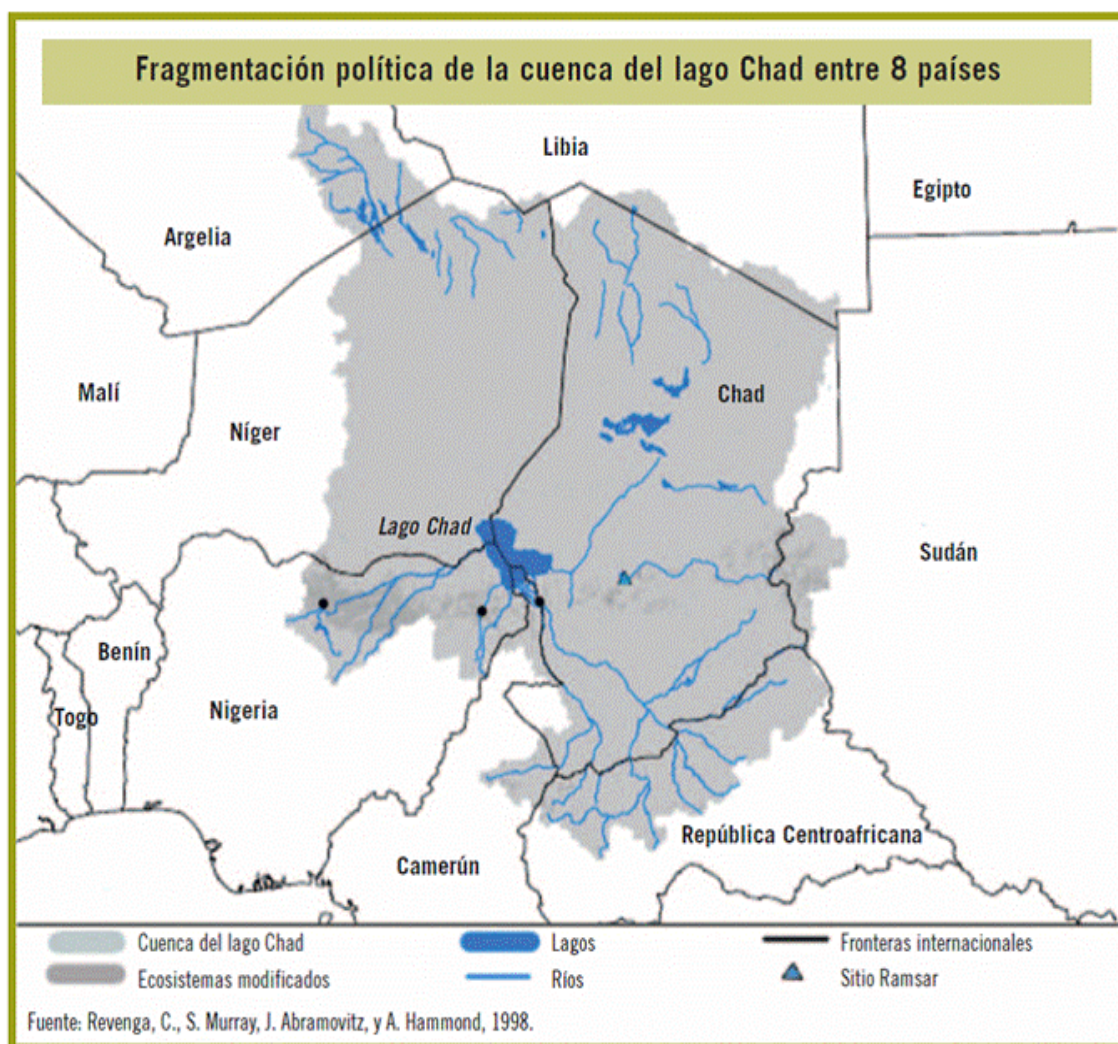 Fragmentación política de la cuenca del lago Chad entre 8 países
Libia
Egipto
Argelia
Malí
Chad
Níger
Lago Chad
Sudán
Benín
Togo
Nigeria
República Centroafricana
Camerún
Cuenca del lago Chad
Lagos
Fronteras internacionales
Ecosistemas modificados
Ríos
Sitio Ramsar
Fuente: Revenga, C., S. Murray, J. Abramovitz, y A. Hammond, 1998.